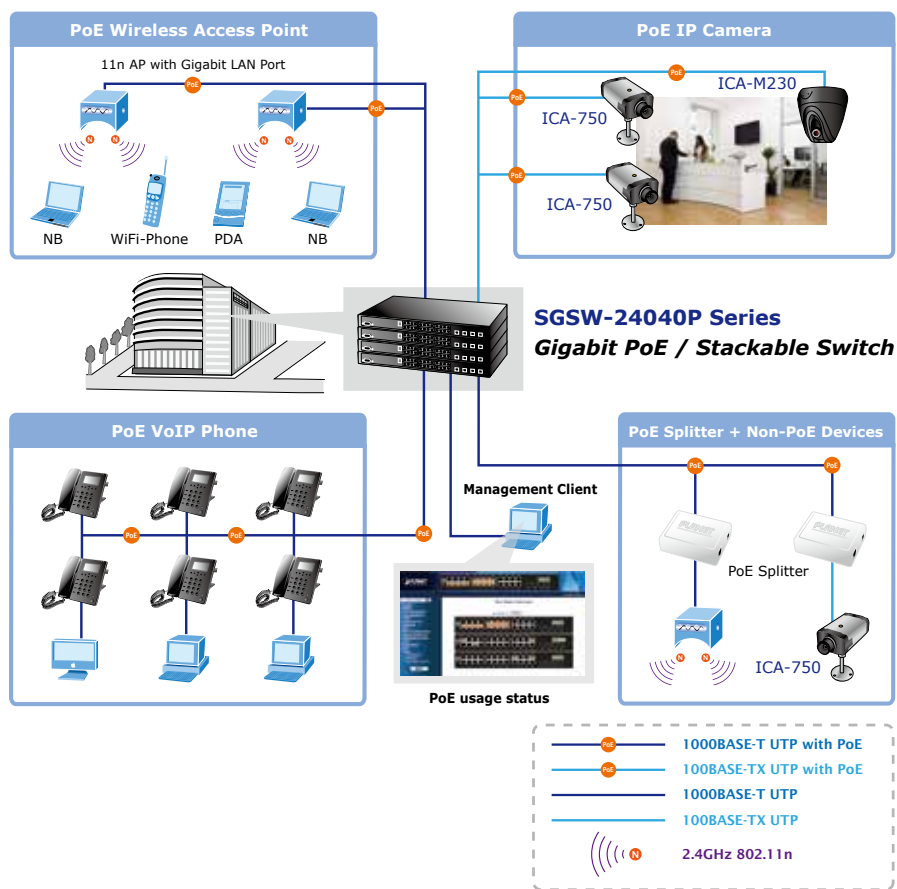 PoE Wireless Access Point
11n AP with Gigabit LAN Port
PoE
PoE
N
N
N
N
NB
WiFi-Phone
PDA
NB
PoE IP Camera
PoE
ICA-M230
PoE
ICA-750
PoE
ICA-750
SGSW-24040P Series
Gigabit PoE / Stackable Switch
PoE VoIP Phone
PoE
PoE
PoE
Management Client
PoE usage status
PoE Splitter + Non-PoE Devices
PoE
PoE
PLANET
PLANET
PoE Splitter
N
N
ICA-750
PoE
1000BASE-T UTP with PoE
PoE
100BASE-TX UTP with PoE
1000BASE-T UTP
100BASE-TX UTP
N
2.4GHz 802.11n